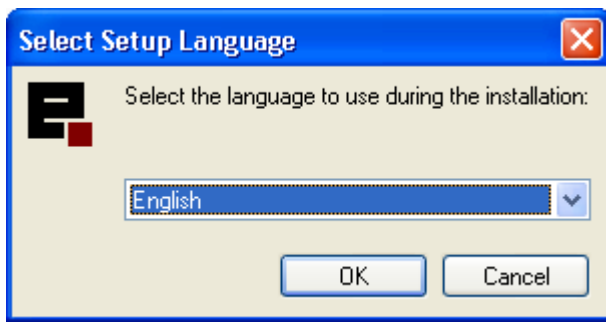 Select Setup Language
Select the language to use during the installation:
English
OK
Cancel